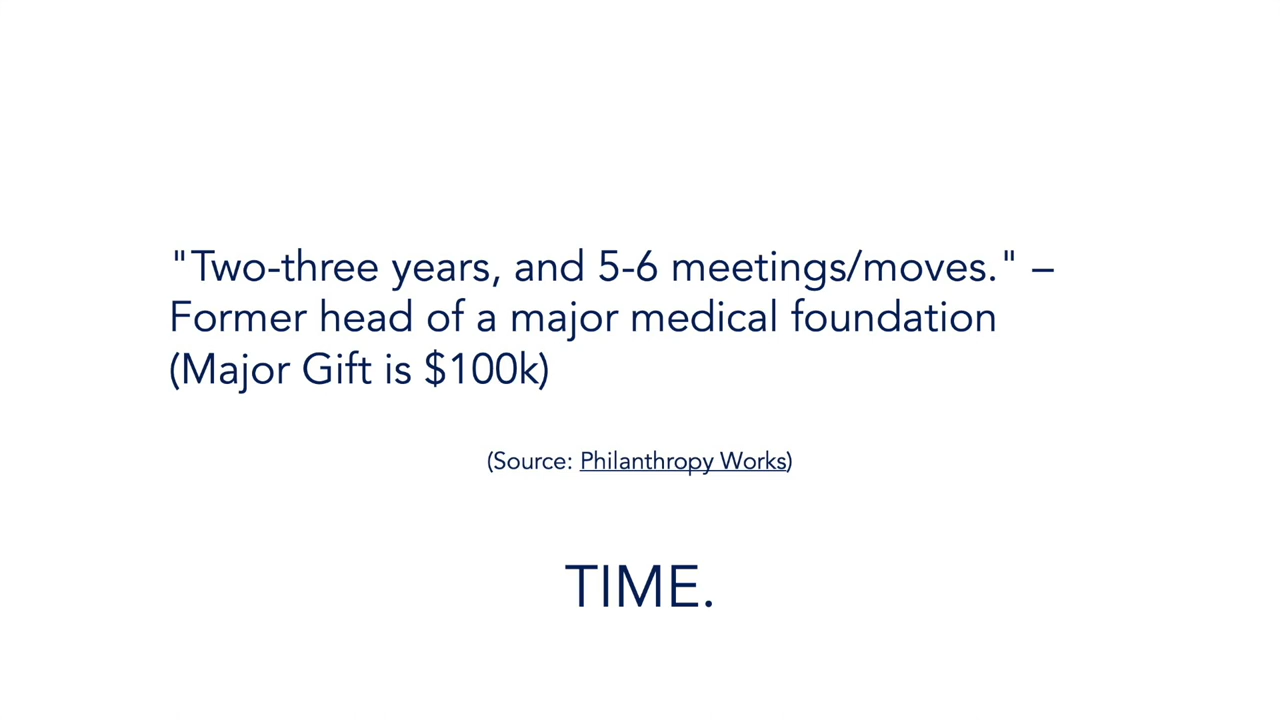 "Two-three years, and 5-6 meetings/moves." –
Former head of a major medical foundation
(Major Gift is $100k)
(Source: Philanthropy Works)
TIME.